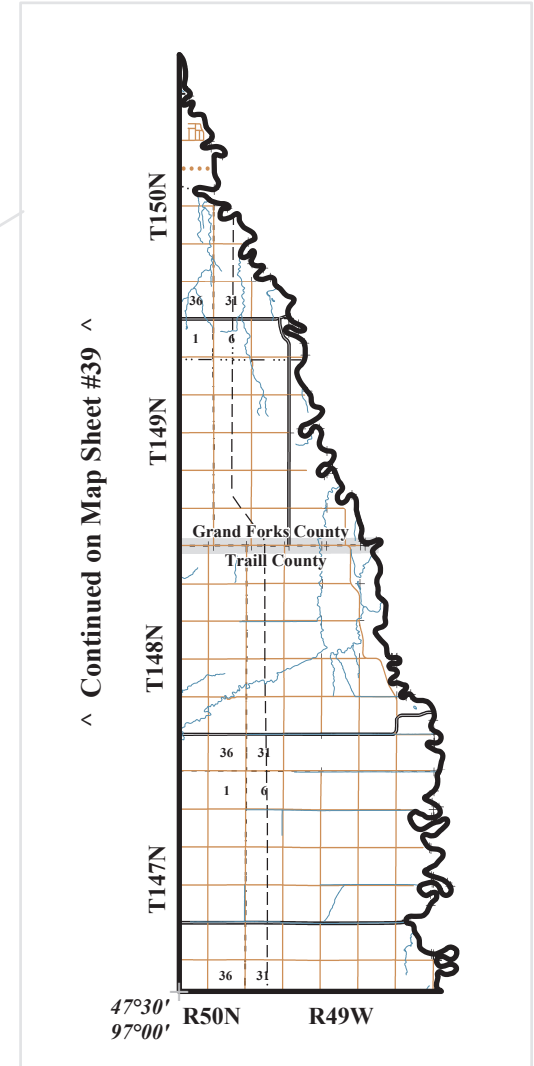 T150N
36 31
1 6
^ Continued on Map Sheet #39 ^
T149N
Grand Forks County
Traill County
T148N
36 31
1 6
T147N
36 31
47°30'
97°00'
R50N R49W